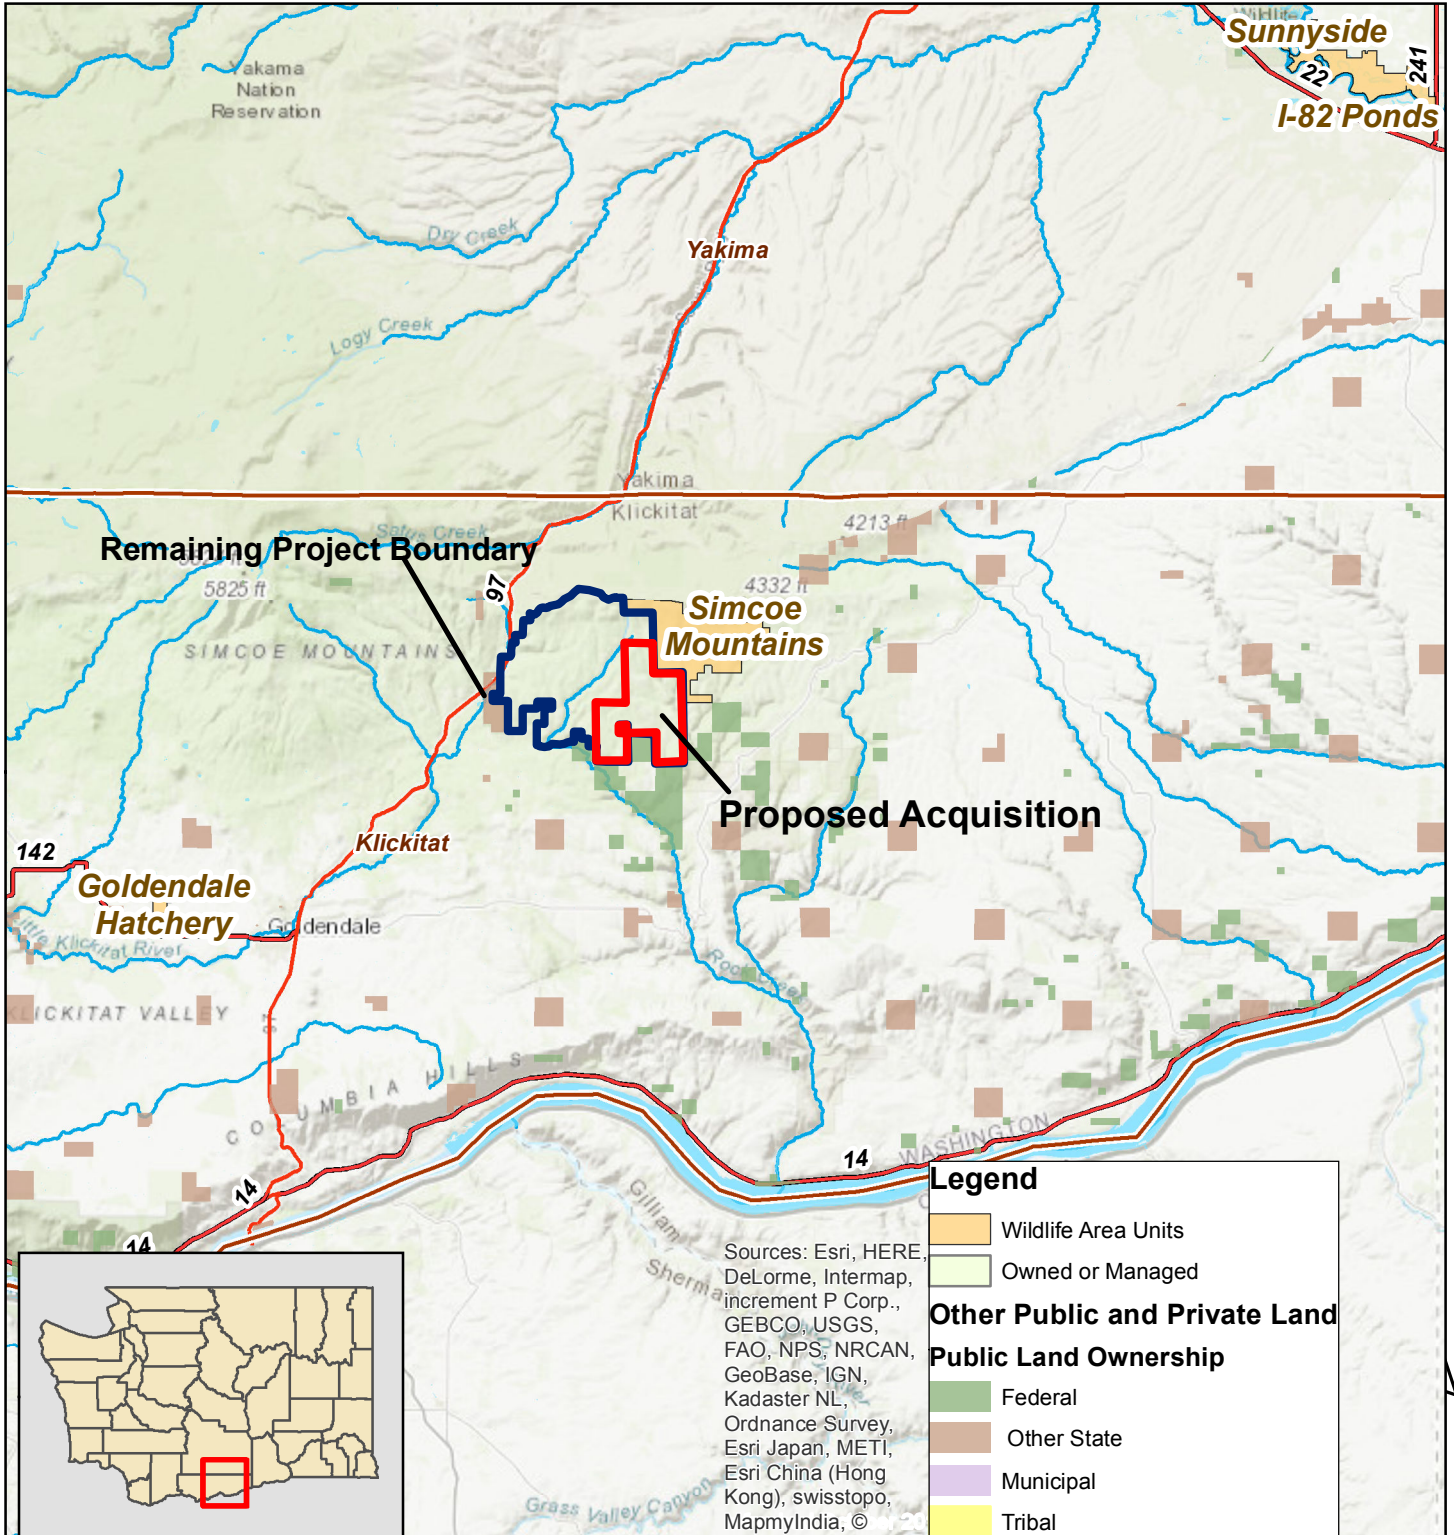 Wildlife
Sunnyside
22
241
I-82 Ponds
Yakama
Nation
Reservation
Dry Creek
Yakima
Logy Creek
Yakima
Klickitat
Satus Creek
4213 ft
Remaining Project Boundary
5825 ft
97
4332 ft
Simcoe
Mountains
SIMCOE MOUNTAINS
Proposed Acquisition
Klickitat
142
Goldendale
Hatchery
Goldendale
Little Klickitat River
Rock Creek
KLICKITAT VALLEY
97
COLUMBIA HILLS
WASHINGTON
14
14
14
Gilliam
Sherman
Grass Valley Canyon
Sources: Esri, HERE,
DeLorme, Intermap,
increment P Corp.,
GEBCO, USGS,
FAO, NPS, NRCAN,
GeoBase, IGN,
Kadaster NL,
Ordnance Survey,
Esri Japan, METI,
Esri China (Hong
Kong), swisstopo,
MapmyIndia, ©
Legend
Wildlife Area Units
Owned or Managed
Other Public and Private Land
Public Land Ownership
Federal
Other State
Municipal
Tribal